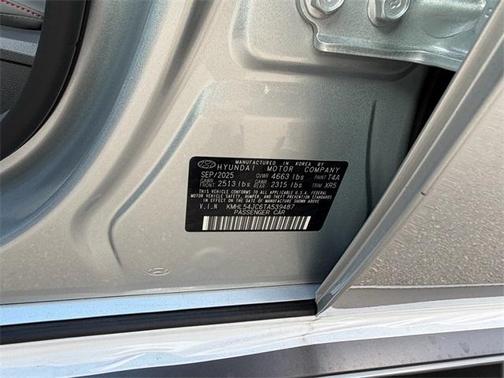 MANUFACTURED IN KOREA BY
HYUNDAI MOTOR COMPANY
SEP/2025 GVWR 4663 lbs PAINT T4A
GAWR FRONT 2513 lbs GAWR REAR 2315 lbs TRIM XR5
THIS VEHICLE CONFORMS TO ALL APPLICABLE U.S.A. FEDERAL
MOTOR VEHICLE SAFETY, BUMPER, AND THEFT PREVENTION STANDARDS
IN EFFECT ON THE DATE OF MANUFACTURE SHOWN ABOVE.
V.I.N KMHL54JC6TA539487
PASSENGER CAR